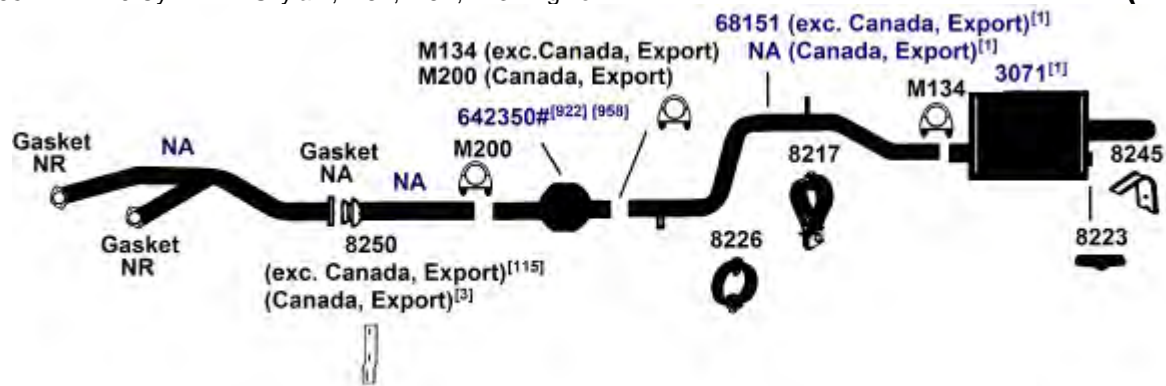 68151 (exc. Canada, Export)[1]
NA (Canada, Export)[1]
M134 (exc.Canada, Export)
M200 (Canada, Export)
3071[1]
M134
642350#[922] [958]
Gasket
NR
NA
Gasket
NA
NA
M200
8217
8245
Gasket
NR
8250
(exc. Canada, Export)[115]
(Canada, Export)[3]
8226
8223